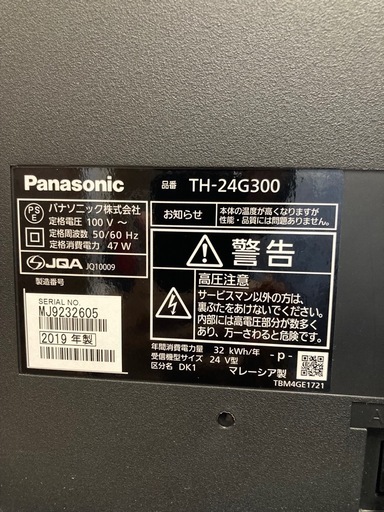 Panasonic 品番 TH-24G300
PS
E
パナソニック株式会社
定格電圧 100 V ～
定格周波数 50/60 Hz
定格消費電力 47 W
JQA JQ10009
製造番号
SERIAL NO.
MJ9232605
2019 年製
お知らせ
本体の温度が高くなりますが、
性能・品質には問題ありません。
警告
高圧注意
サービスマン以外の方は、
裏ぶたをあけないでください。
内部には高電圧部分が数多く
あり、万一さわると危険です。
年間消費電力量 32 kWh/年
受信機型サイズ 24 V型
区分名 DK1
- p -
マレーシア製
TBM4GE1721